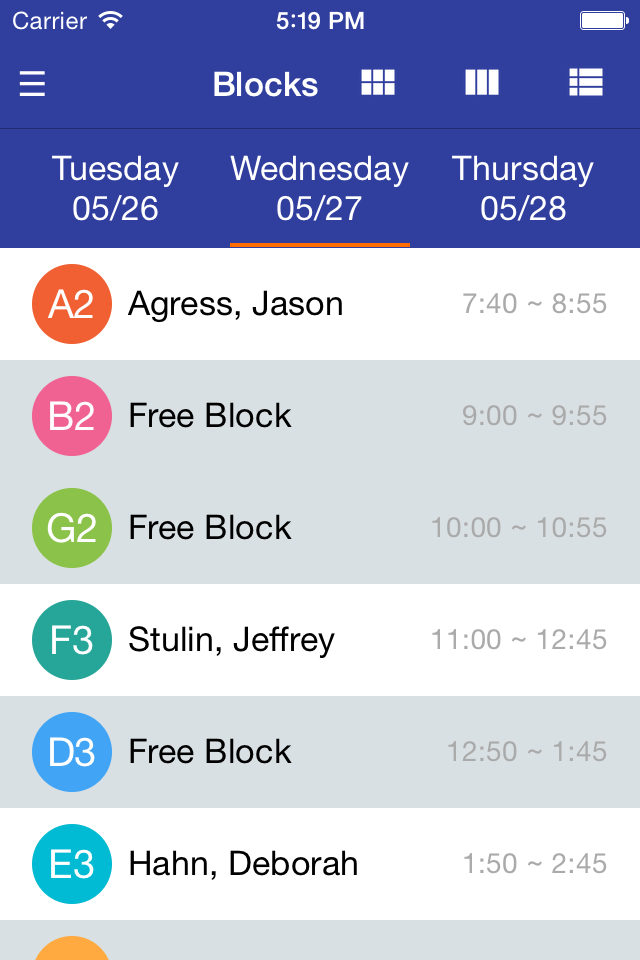 Carrier 5:19 PM
☰ Blocks
Tuesday Wednesday Thursday
05/26 05/27 05/28
A2 Agress, Jason 7:40 ~ 8:55
B2 Free Block 9:00 ~ 9:55
G2 Free Block 10:00 ~ 10:55
F3 Stulin, Jeffrey 11:00 ~ 12:45
D3 Free Block 12:50 ~ 1:45
E3 Hahn, Deborah 1:50 ~ 2:45